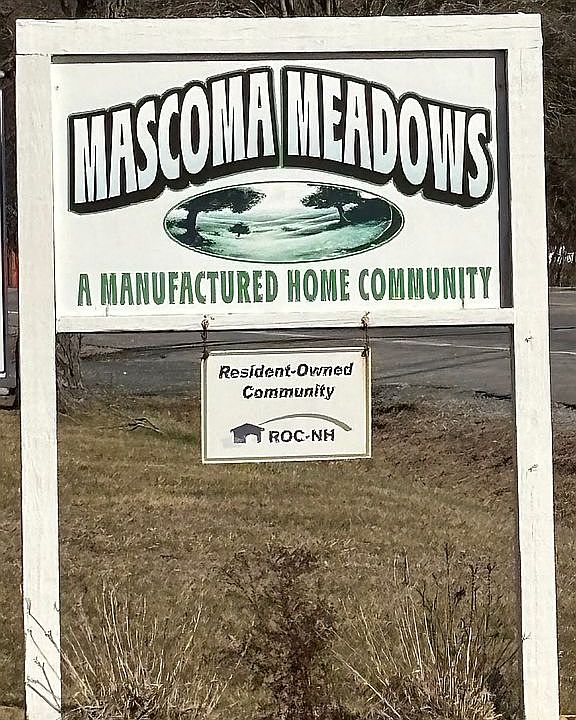 MASCOMA MEADOWS
A MANUFACTURED HOME COMMUNITY
Resident-Owned
Community
ROC-NH